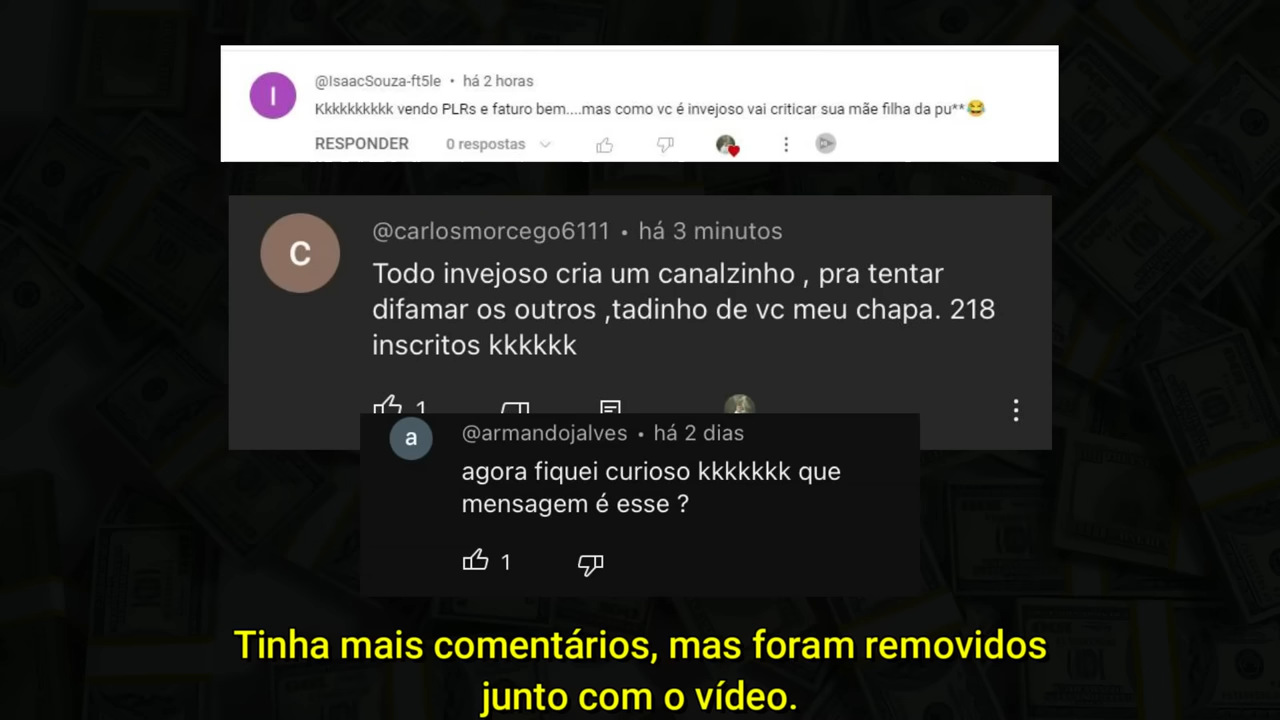 @IsaacSouza-ft5le • há 2 horas
Kkkkkkkkkk vendo PLRs e faturo bem....mas como vc é invejoso vai criticar sua mãe filha da pu**😂
RESPONDER 0 respostas
I
C
@carlosmorcego6111 • há 3 minutos
Todo invejoso cria um canalzinho , pra tentar
difamar os outros ,tadinho de vc meu chapa. 218
inscritos kkkkkk
1
a
@armandojalves • há 2 dias
agora fiquei curioso kkkkkkk que
mensagem é esse ?
1
Tinha mais comentários, mas foram removidos
junto com o vídeo.